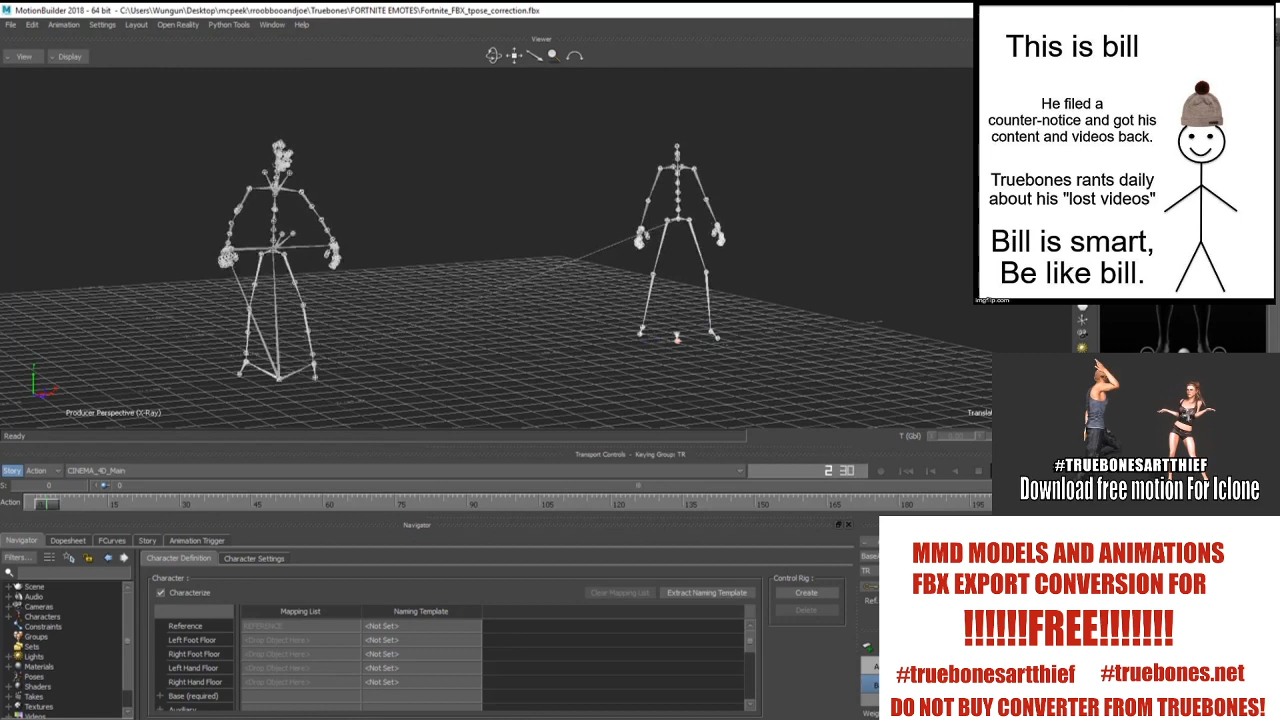 MotionBuilder 2018 - 64 bit - C:\Users\Wungun\Desktop\mcpeek\rroobbooandjoe\Truebones\FORTNITE EMOTES\Fortnite_FBX_tpose_correction.fbx
File Edit Animation Settings Layout Open Reality Python Tools Window Help
Viewer
View Display
This is bill
He filed a
counter-notice and got his
content and videos back.
Truebones rants daily
about his "lost videos"
Bill is smart,
Be like bill.
imgflip.com
Producer Perspective (X-Ray)
Translat
Ready
T (Gbl)
Transport Controls - Keying Group: TR
Story Action CINEMA_4D_Main
2 30
S: 0 0
Action 15 30 45 60 75 90 105 120 135 150 165 180
#TRUEBONESARTTHIEF
Download free motion For Iclone
Navigator
Navigator Dopesheet FCurves Story Animation Trigger
Filters...
Character Definition Character Settings
Scene
Audio
Cameras
Characters
Constraints
Groups
Sets
Lights
Materials
Poses
Shaders
Takes
Textures
Videos
Character :
Characterize
Clear Mapping List Extract Naming Template
Mapping List Naming Template
Reference REFERENCE <Not Set>
Left Foot Floor <Drop Object Here> <Not Set>
Right Foot Floor <Drop Object Here> <Not Set>
Left Hand Floor <Drop Object Here> <Not Set>
Right Hand Floor <Drop Object Here> <Not Set>
Base (required)
Auxiliary
Control Rig :
Create
Delete
BaseA
TR
Ref.
Weig
MMD MODELS AND ANIMATIONS
FBX EXPORT CONVERSION FOR
!!!!!!FREE!!!!!!!
#truebonesartthief #truebones.net
DO NOT BUY CONVERTER FROM TRUEBONES!